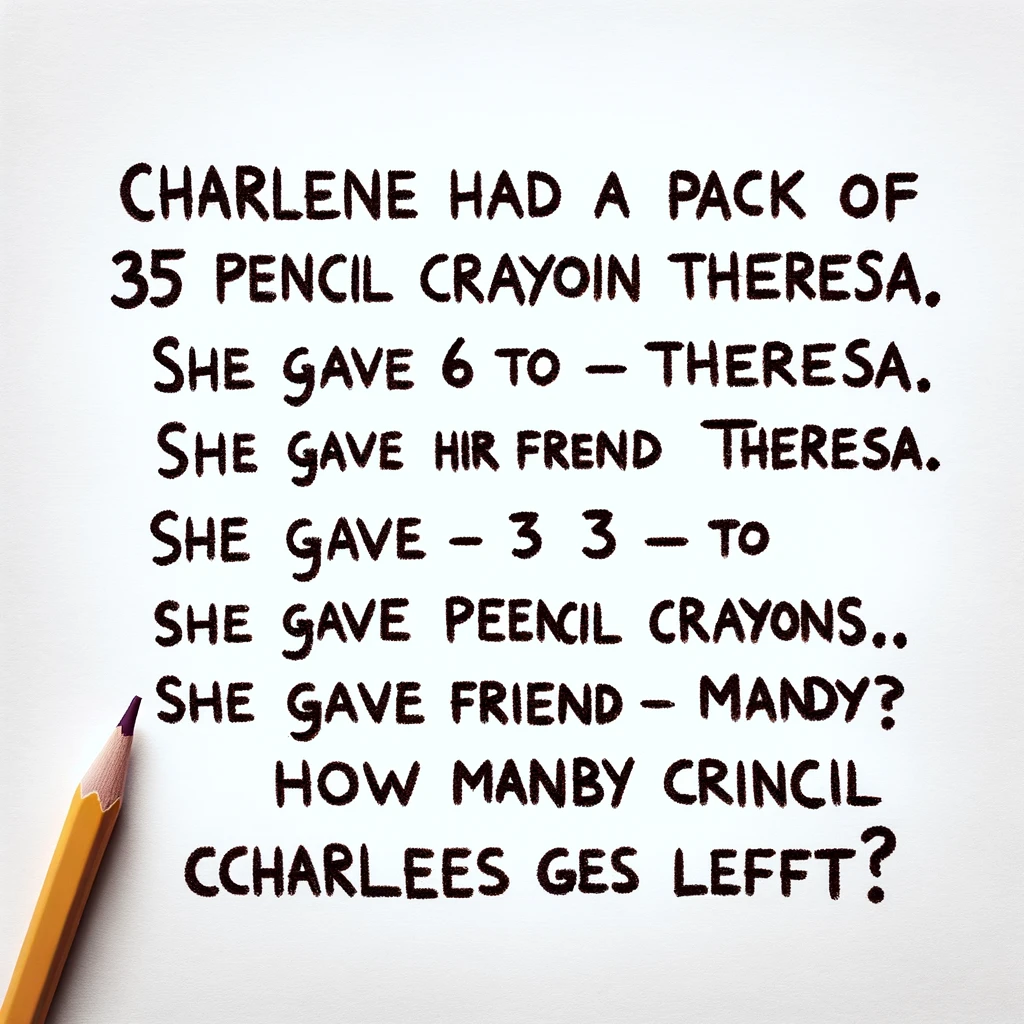 CHARLENE HAD A PACK OF
35 PENCIL CRAYOIN THERESA.
SHE GAVE 6 TO – THERESA.
SHE GAVE HIR FREND THERESA.
SHE GAVE – 3 3 – TO
SHE GAVE PEENCIL CRAYONS..
SHE GAVE FRIEND – MANDY?
HOW MANBY CRINCIL
CCHARLEES GES LEFFT?